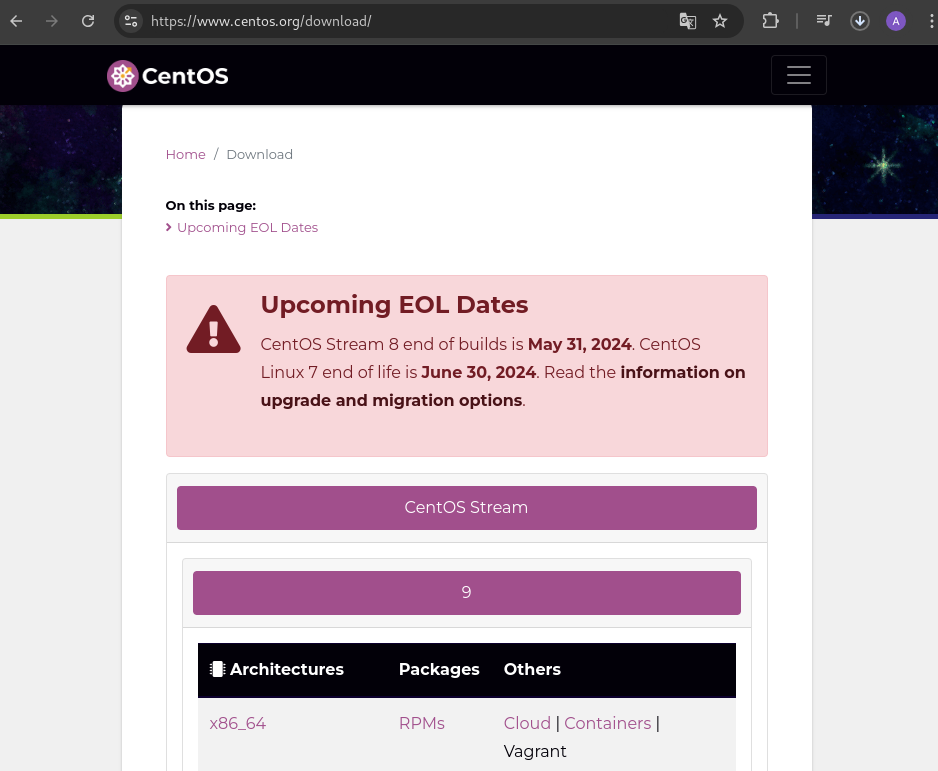 https://www.centos.org/download/
A
CentOS
Home / Download
On this page:
Upcoming EOL Dates
Upcoming EOL Dates
CentOS Stream 8 end of builds is May 31, 2024. CentOS
Linux 7 end of life is June 30, 2024. Read the information on
upgrade and migration options.
CentOS Stream
9
Architectures Packages Others
x86_64 RPMs Cloud | Containers |
Vagrant